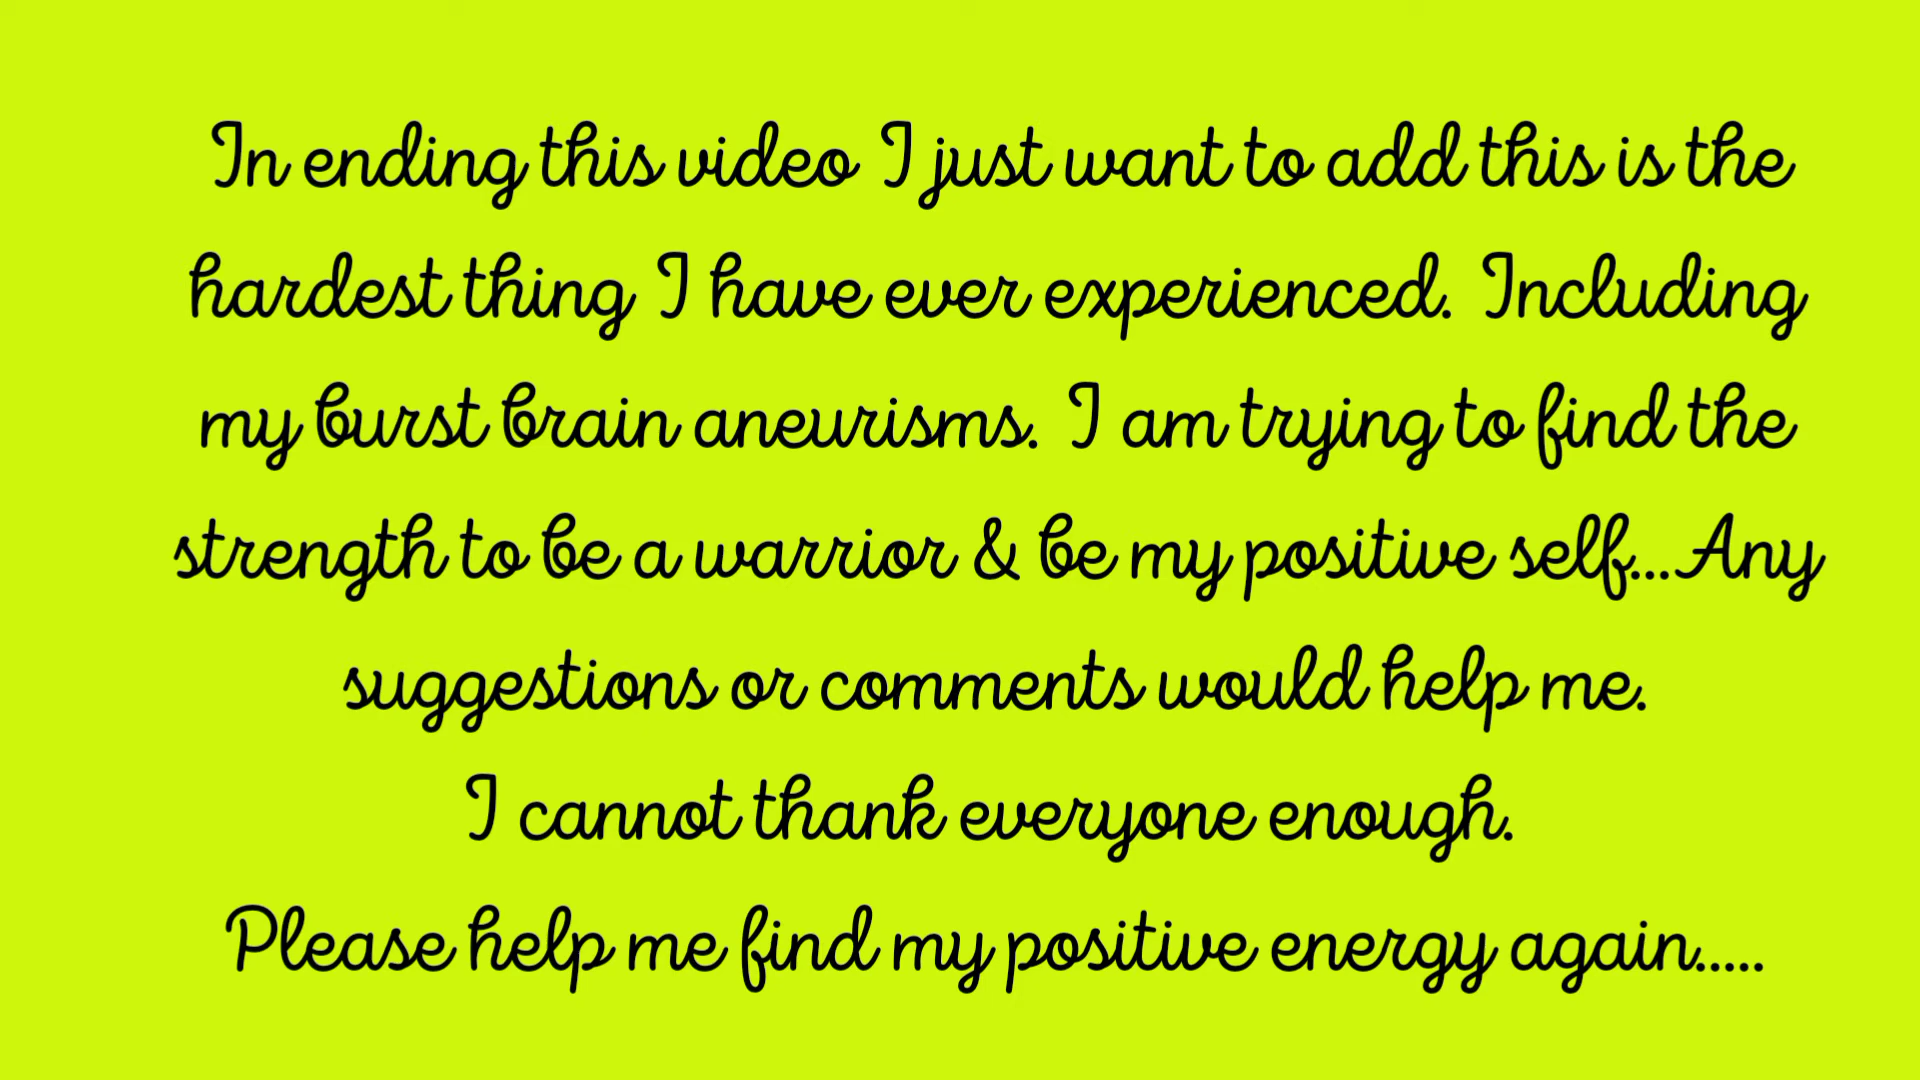 In ending this video I just want to add this is the
hardest thing I have ever experienced. Including
my burst brain aneurisms. I am trying to find the
strength to be a warrior & be my positive self...Any
suggestions or comments would help me.
I cannot thank everyone enough.
Please help me find my positive energy again.....